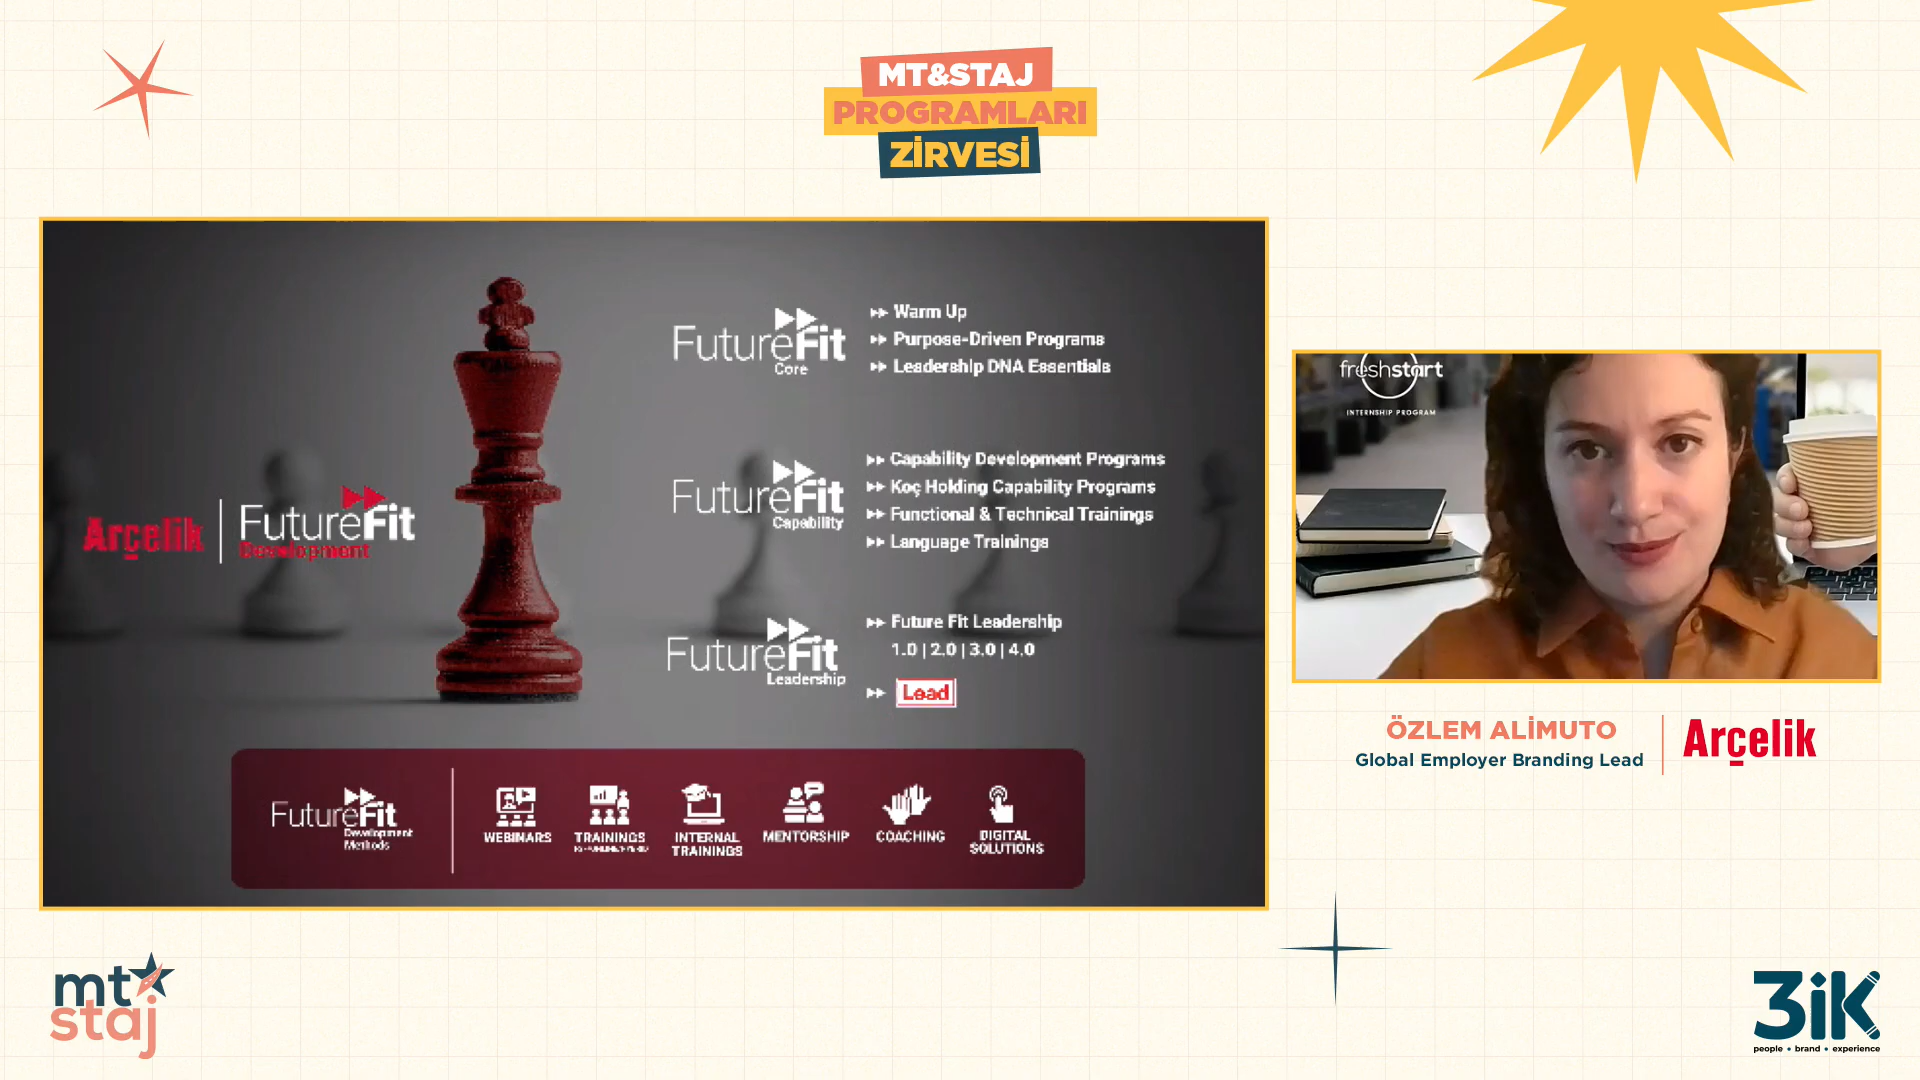 MT&STAJ
PROGRAMLARI
ZİRVESİ
Arçelik
FutureFit
Development
FutureFit
Core
Warm Up
Purpose-Driven Programs
Leadership DNA Essentials
FutureFit
Capability
Capability Development Programs
Koç Holding Capability Programs
Functional & Technical Trainings
Language Trainings
FutureFit
Leadership
Future Fit Leadership
1.0 | 2.0 | 3.0 | 4.0
Lead
FutureFit
Development
Methods
WEBINARS
TRAININGS
INTERNAL
TRAININGS
MENTORSHIP
COACHING
DIGITAL
SOLUTIONS
freshstart
INTERNSHIP PROGRAM
ÖZLEM ALİMUTO
Global Employer Branding Lead
Arçelik
mt
staj
3iK
people • brand • experience